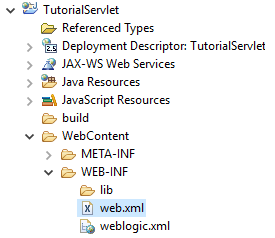 TutorialServlet
Referenced Types
Deployment Descriptor: TutorialServlet
JAX-WS Web Services
Java Resources
JavaScript Resources
build
WebContent
META-INF
WEB-INF
lib
web.xml
weblogic.xml